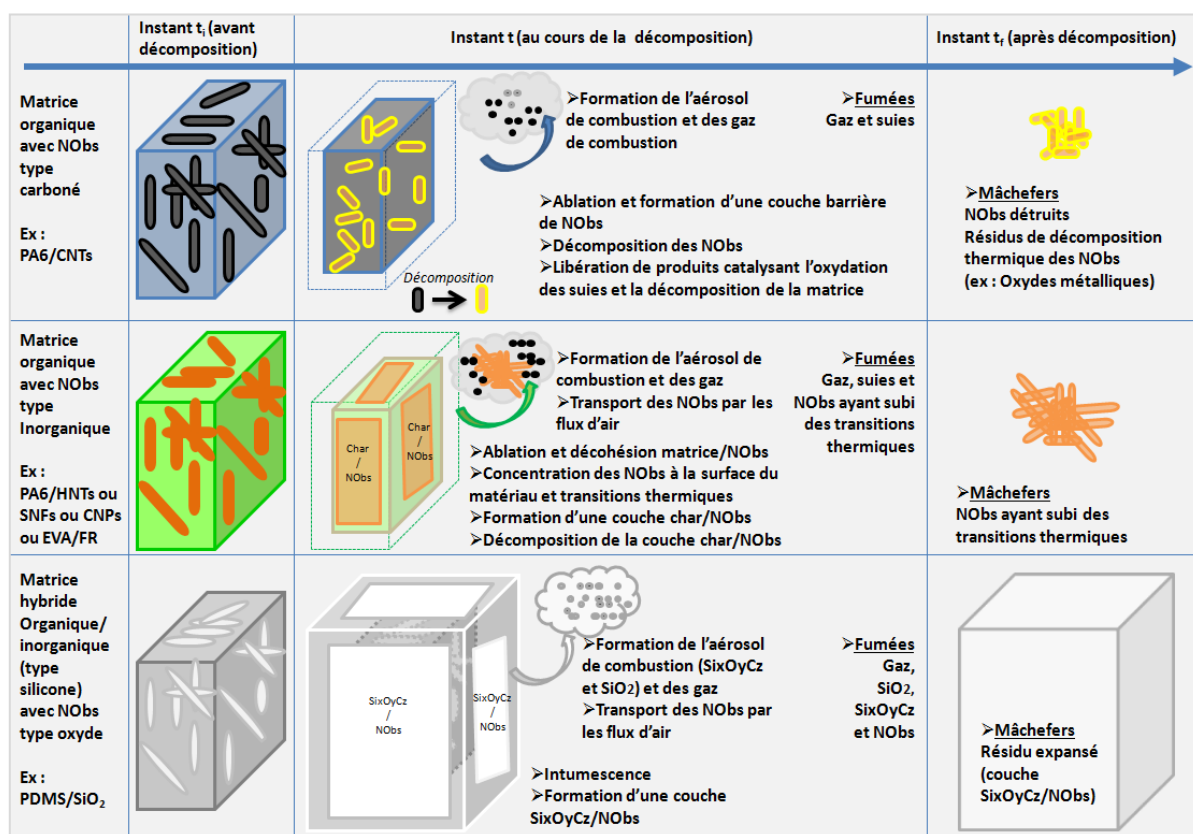 Instant ti (avant
décomposition)
Instant t (au cours de la décomposition)
Instant tf (après décomposition)
Matrice
organique
avec NObs
type
carboné
Ex :
PA6/CNTs
➢Formation de l’aérosol
de combustion et des gaz
de combustion
➢Fumées
Gaz et suies
➢Ablation et formation d’une couche barrière
de NObs
➢Décomposition des NObs
➢Libération de produits catalysant l’oxydation
des suies et la décomposition de la matrice
Décomposition
➢Mâchefers
NObs détruits
Résidus de décomposition
thermique des NObs
(ex : Oxydes métalliques)
Matrice
organique
avec NObs
type
Inorganique
Ex :
PA6/HNTs ou
SNFs ou CNPs
ou EVA/FR
Char
/
NObs
Char
/
NObs
➢Formation de l’aérosol de
combustion et des gaz
➢Transport des NObs par les
flux d’air
➢Fumées
Gaz, suies et
NObs ayant subi
des transitions
thermiques
➢Ablation et décohésion matrice/NObs
➢Concentration des NObs à la surface du
matériau et transitions thermiques
➢Formation d’une couche char/NObs
➢Décomposition de la couche char/NObs
➢Mâchefers
NObs ayant subi des
transitions thermiques
Matrice
hybride
Organique/
inorganique
(type
silicone)
avec NObs
type oxyde
Ex :
PDMS/SiO2
SixOyCz
/
NObs
SixOyCz
/
NObs
➢Formation de l’aérosol
de combustion (SixOyCz
et SiO2) et des gaz
➢Transport des NObs par
les flux d’air
➢Fumées
Gaz,
SiO2,
SixOyCz
et NObs
➢Intumescence
➢Formation d’une couche
SixOyCz/NObs
➢Mâchefers
Résidu expansé
(couche
SixOyCz/NObs)